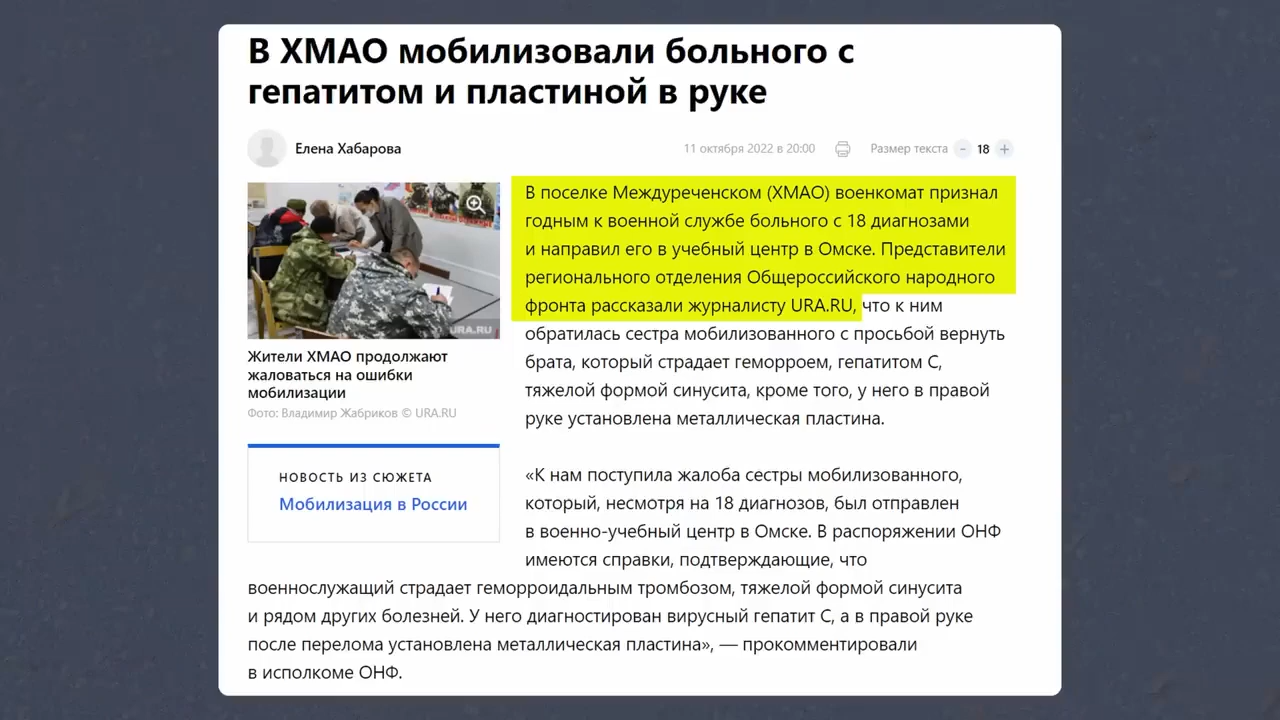 В ХМАО мобилизовали больного с
гепатитом и пластиной в руке
Елена Хабарова
11 октября 2022 в 20:00
Размер текста - 18 +
URA.RU
Жители ХМАО продолжают
жаловаться на ошибки
мобилизации
Фото: Владимир Жабриков © URA.RU
НОВОСТЬ ИЗ СЮЖЕТА
Мобилизация в России
В поселке Междуреченском (ХМАО) военкомат признал
годным к военной службе больного с 18 диагнозами
и направил его в учебный центр в Омске. Представители
регионального отделения Общероссийского народного
фронта рассказали журналисту URA.RU, что к ним
обратилась сестра мобилизованного с просьбой вернуть
брата, который страдает геморроем, гепатитом С,
тяжелой формой синусита, кроме того, у него в правой
руке установлена металлическая пластина.
«К нам поступила жалоба сестры мобилизованного,
который, несмотря на 18 диагнозов, был отправлен
в военно-учебный центр в Омске. В распоряжении ОНФ
имеются справки, подтверждающие, что
военнослужащий страдает геморроидальным тромбозом, тяжелой формой синусита
и рядом других болезней. У него диагностирован вирусный гепатит С, а в правой руке
после перелома установлена металлическая пластина», — прокомментировали
в исполкоме ОНФ.